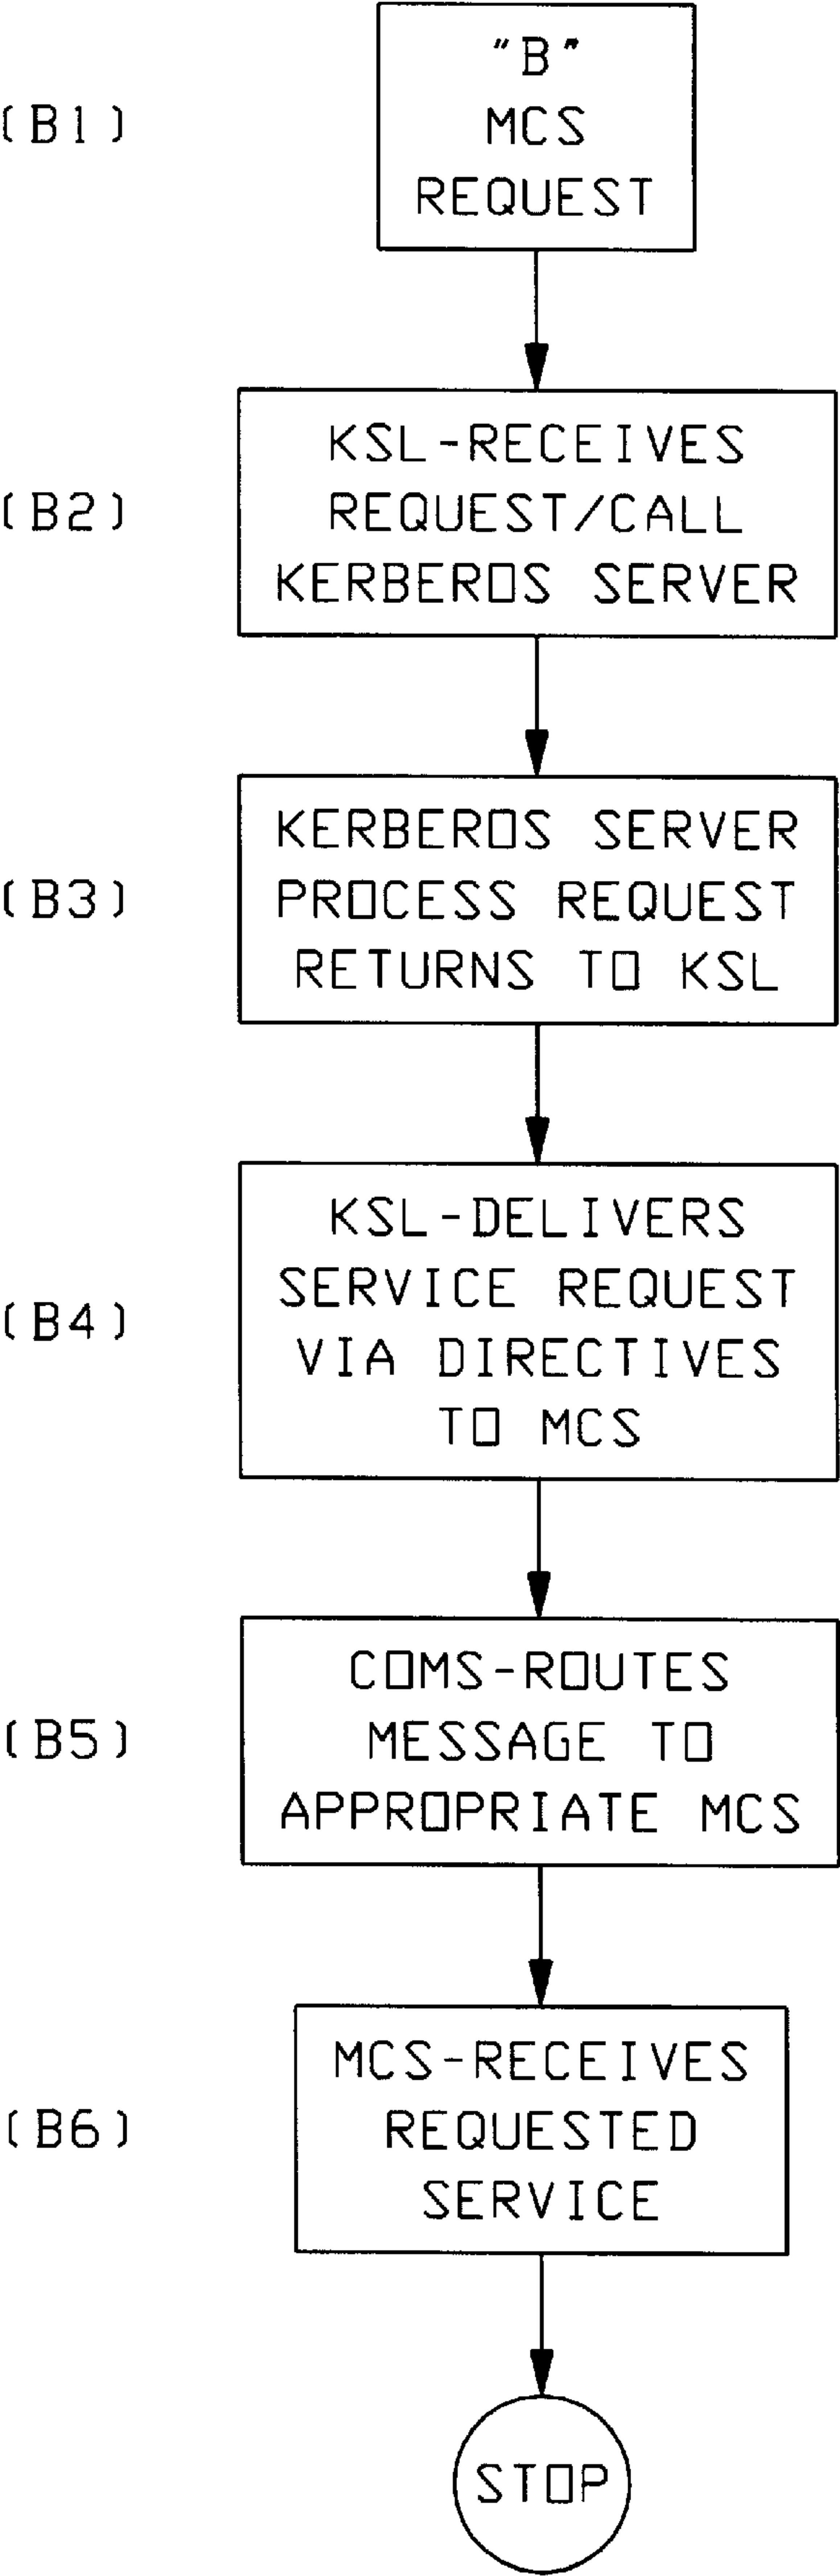 "B"
(B1)
MCS
REQUEST
KSL-RECEIVES
(B2)
REQUEST/CALL
KERBEROS SERVER
KERBEROS SERVER
(B3)
PROCESS REQUEST
RETURNS TO KSL
KSL-DELIVERS
SERVICE REQUEST
(B4)
VIA DIRECTIVES
TO MCS
COMS-ROUTES
(B5)
MESSAGE TO
APPROPRIATE MCS
MCS-RECEIVES
(B6)
REQUESTED
SERVICE
STOP